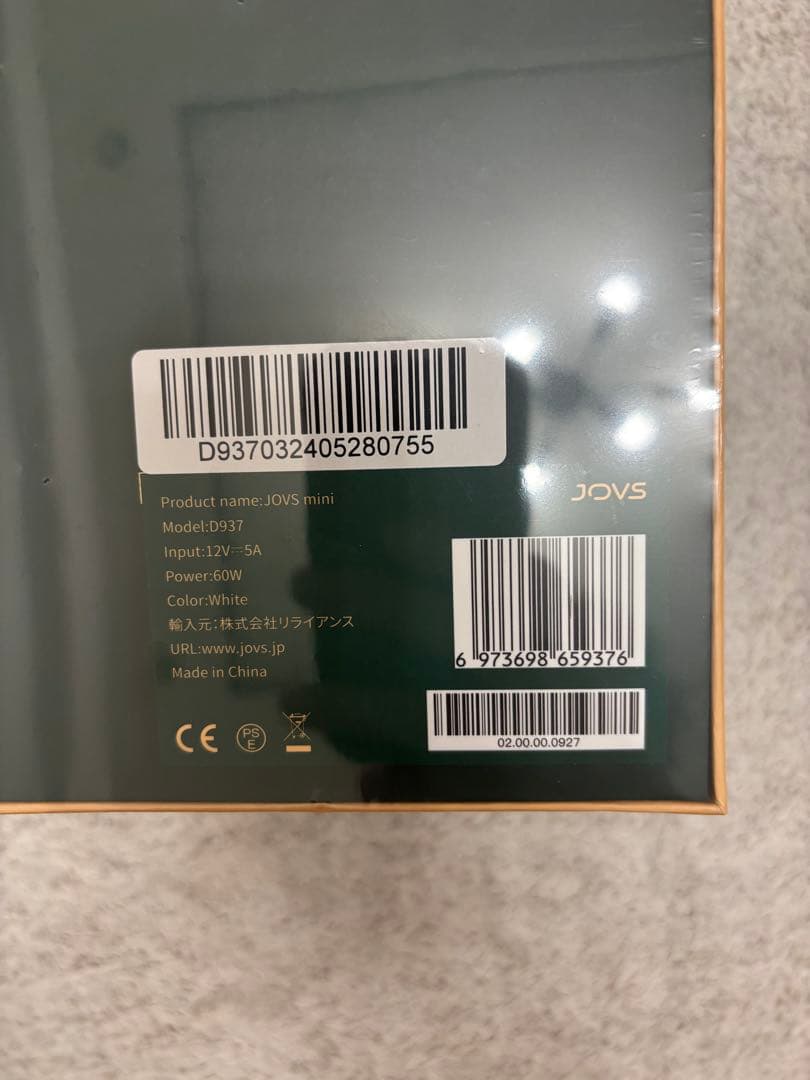 D937032405280755
JOVS
Product name:JOVS mini
Model:D937
Input:12V⎓5A
Power:60W
Color:White
輸入元:株式会社リライアンス
URL:www.jovs.jp
Made in China
CE
PS
E
6 973698 659376
02.00.00.0927